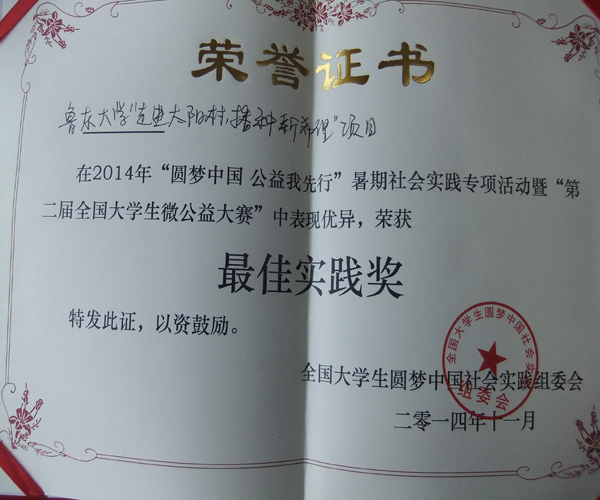 荣誉证书
鲁东大学“走进太阳村,播种新希望”项目
在2014年“圆梦中国 公益我先行”暑期社会实践专项活动暨“第
二届全国大学生微公益大赛”中表现优异，荣获
最佳实践奖
特发此证，以资鼓励。
全国大学生圆梦中国社会实践组委会
组委会
二零一四年十一月